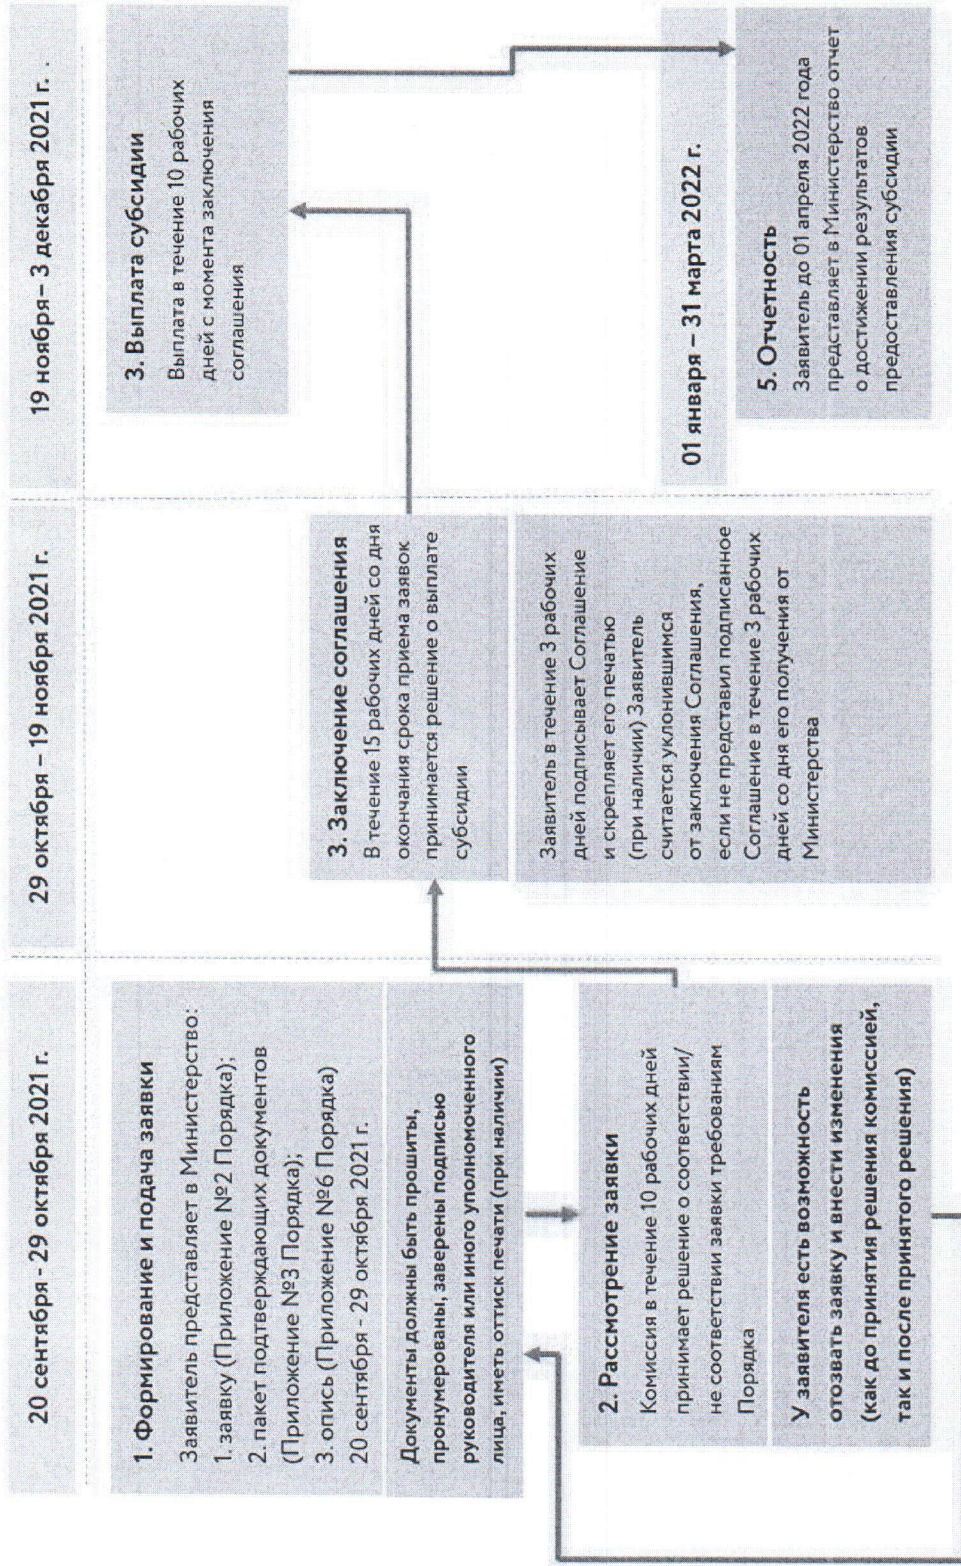 20 сентября - 29 октября 2021 г.
29 октября – 19 ноября 2021 г.
19 ноября – 3 декабря 2021 г. .
1. Формирование и подача заявки
Заявитель представляет в Министерство:
1. заявку (Приложение №2 Порядка);
2. пакет подтверждающих документов
(Приложение №3 Порядка);
3. опись (Приложение №6 Порядка)
20 сентября - 29 октября 2021 г.
Документы должны быть прошиты,
пронумерованы, заверены подписью
руководителя или иного уполномоченного
лица, иметь оттиск печати (при наличии)
2. Рассмотрение заявки
Комиссия в течение 10 рабочих дней
принимает решение о соответствии/
не соответствии заявки требованиям
Порядка
У заявителя есть возможность
отозвать заявку и внести изменения
(как до принятия решения комиссией,
так и после принятого решения)
3. Заключение соглашения
В течение 15 рабочих дней со дня
окончания срока приема заявок
принимается решение о выплате
субсидии
Заявитель в течение 3 рабочих
дней подписывает Соглашение
и скрепляет его печатью
(при наличии) Заявитель
считается уклонившимся
от заключения Соглашения,
если не представил подписанное
Соглашение в течение 3 рабочих
дней со дня его получения от
Министерства
3. Выплата субсидии
Выплата в течение 10 рабочих
дней с момента заключения
соглашения
01 января – 31 марта 2022 г.
5. Отчетность
Заявитель до 01 апреля 2022 года
представляет в Министерство отчет
о достижении результатов
предоставления субсидии